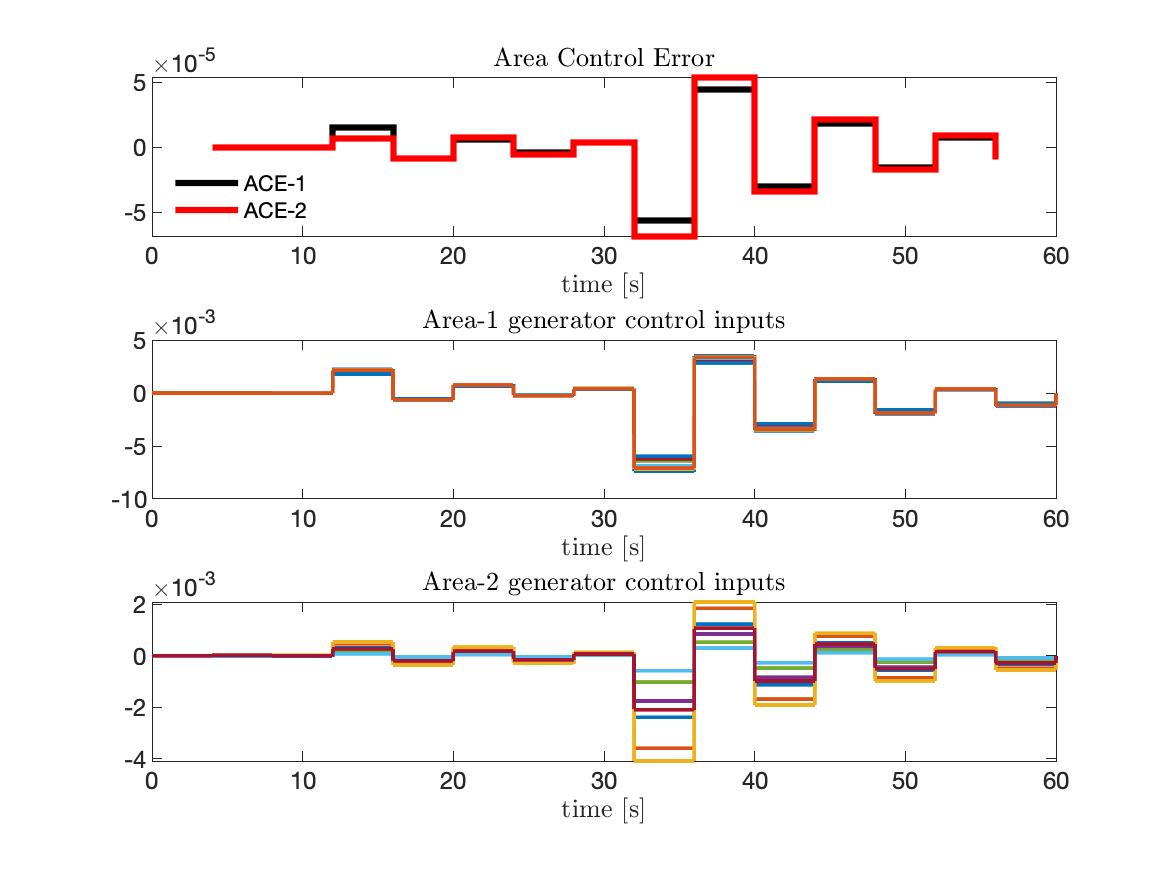 ×10-5
Area Control Error
5
0
-5
ACE-1
ACE-2
0 10 20 30 40 50 60
time [s]
×10-3
Area-1 generator control inputs
5
0
-5
-10
0 10 20 30 40 50 60
time [s]
×10-3
Area-2 generator control inputs
2
0
-2
-4
0 10 20 30 40 50 60
time [s]